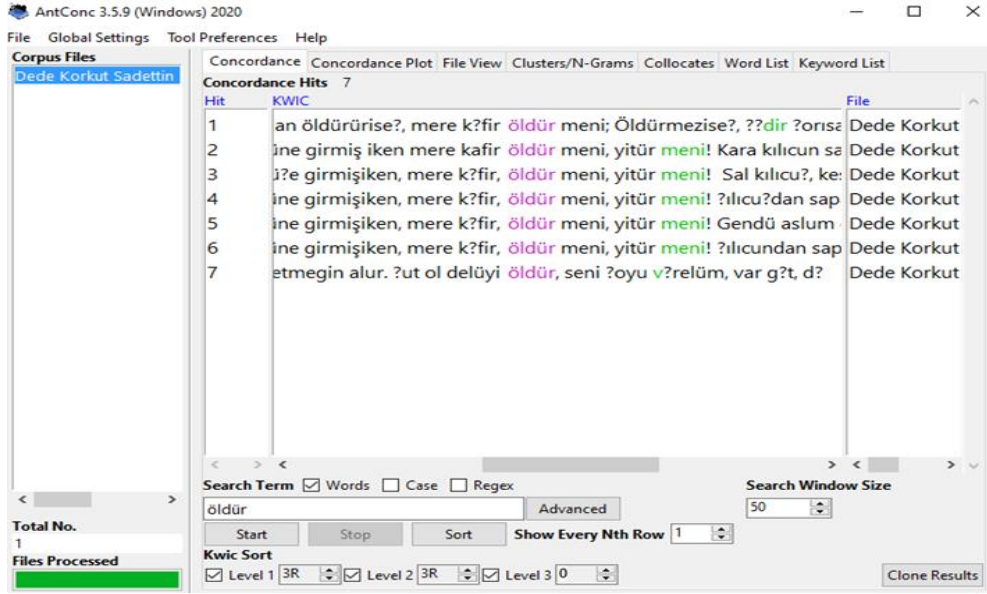 AntConc 3.5.9 (Windows) 2020
File Global Settings Tool Preferences Help
Corpus Files
Dede Korkut Sadettin
Total No.
1
Files Processed
Concordance Concordance Plot File View Clusters/N-Grams Collocates Word List Keyword List
Concordance Hits 7
Hit KWIC File
1 an öldürürise?, mere k?fir öldür meni; Öldürmezise?, ??dir ?orısa Dede Korkut
2 üne girmiş iken mere kafir öldür meni, yitür meni! Kara kılıcun sa Dede Korkut
3 ü?e girmişiken, mere k?fir, öldür meni, yitür meni! Sal kılıcu?, kes Dede Korkut
4 üne girmişiken, mere k?fir, öldür meni, yitür meni! ?ılıcu?dan sap Dede Korkut
5 üne girmişiken, mere k?fir, öldür meni, yitür meni! Gendü aslum Dede Korkut
6 üne girmişiken, mere k?fir, öldür meni, yitür meni! ?ılıcundan sap Dede Korkut
7 etmegin alur. ?ut ol delüyi öldür, seni ?oyu v?relüm, var g?t, d? Dede Korkut
Search Term Words Case Regex Search Window Size
öldür Advanced 50
Start Stop Sort Show Every Nth Row 1
Kwic Sort
Level 1 3R Level 2 3R Level 3 0 Clone Results